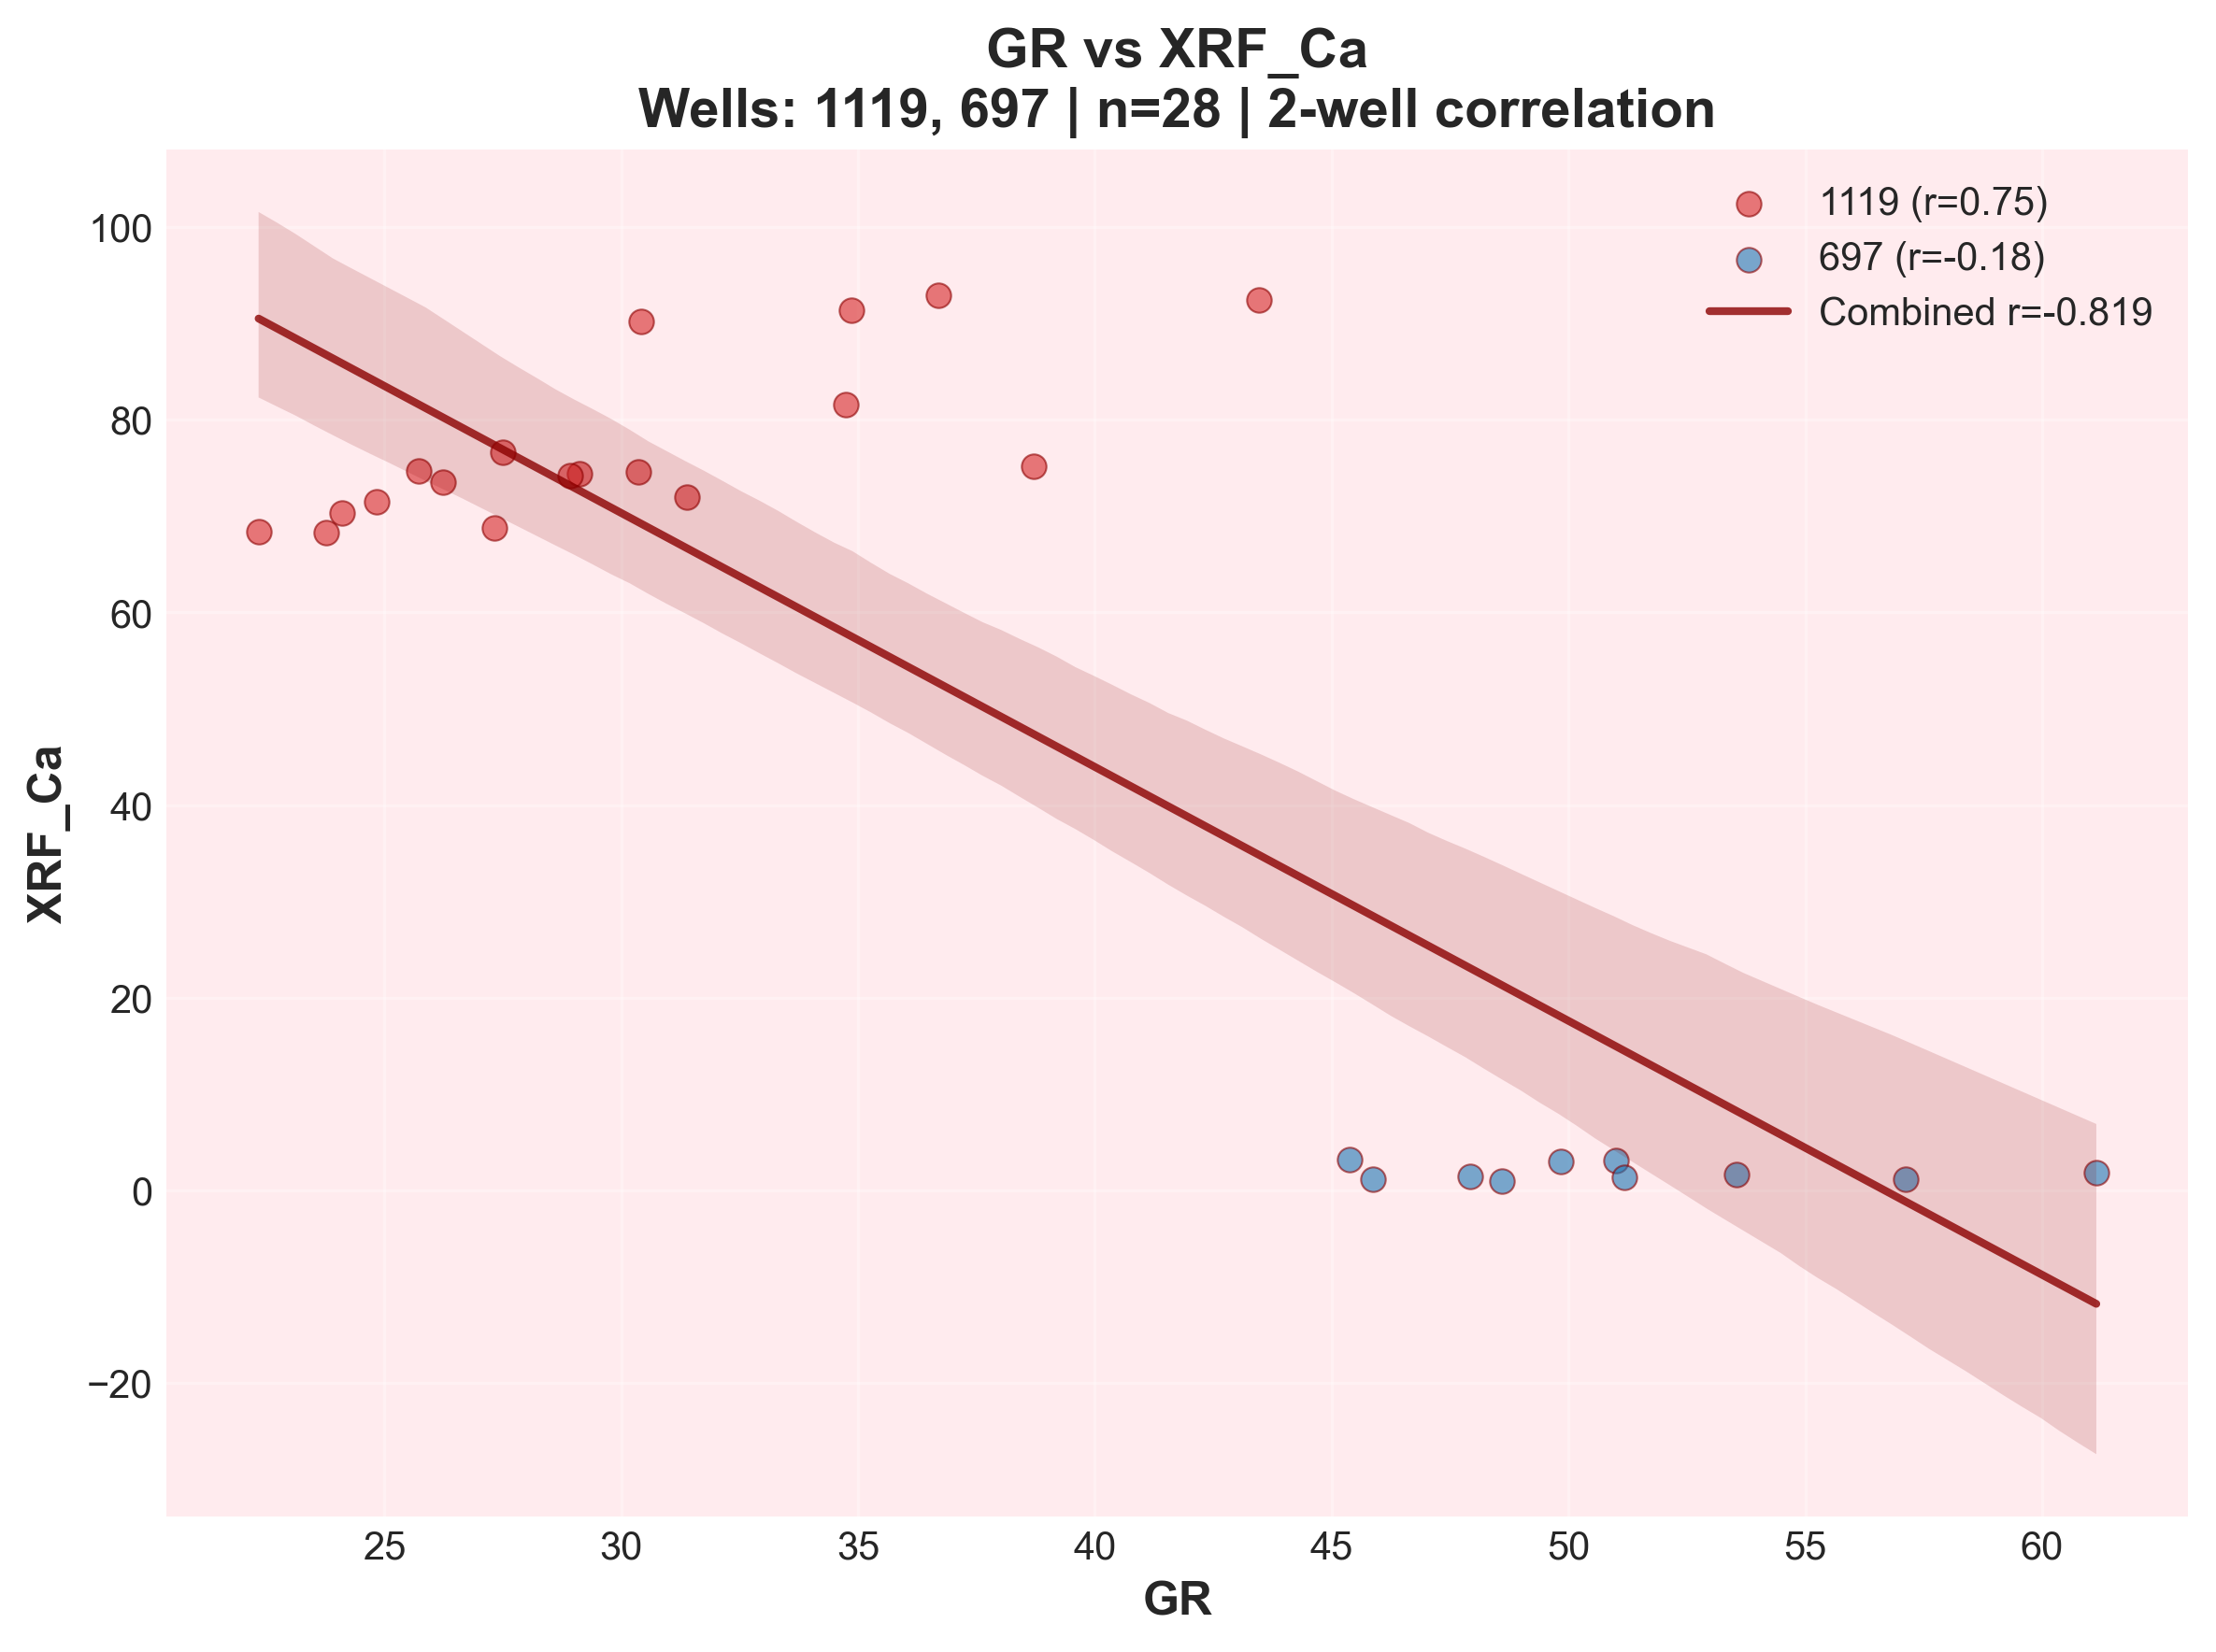 GR vs XRF_Ca
Wells: 1119, 697 | n=28 | 2-well correlation
1119 (r=0.75)
697 (r=-0.18)
Combined r=-0.819
XRF_Ca
100
80
60
40
20
0
−20
25 30 35 40 45 50 55 60
GR